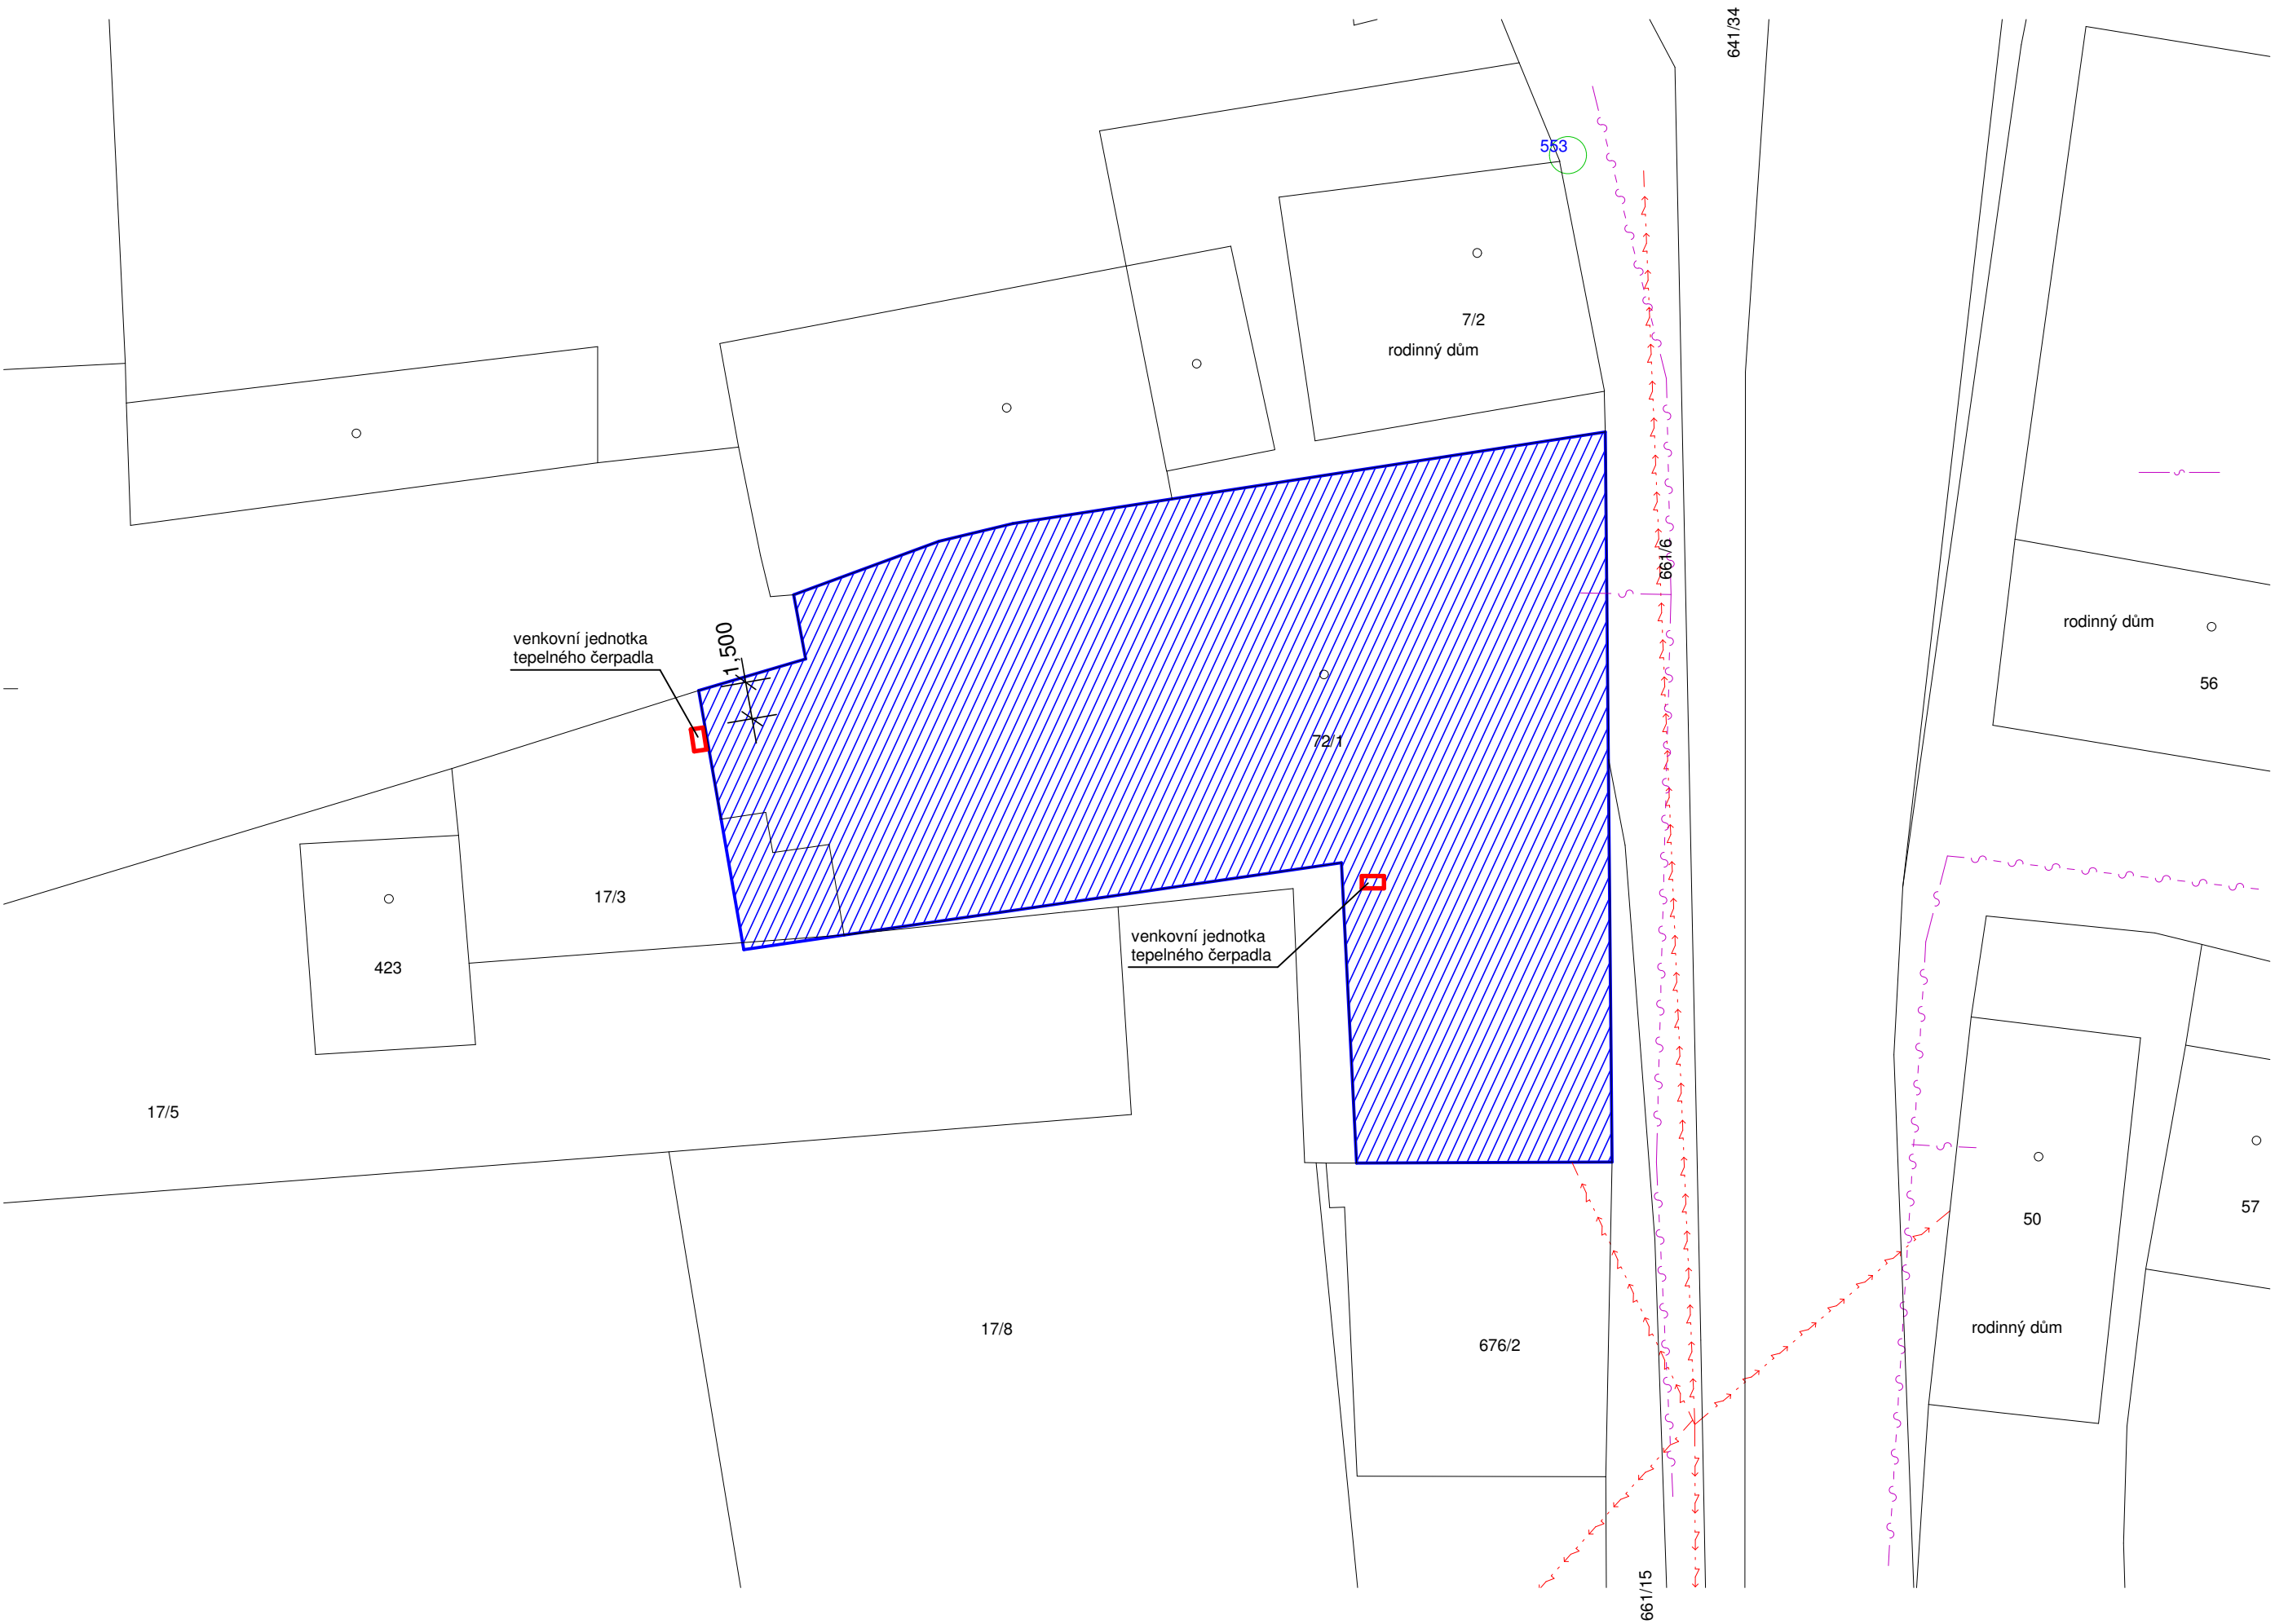 641/34
553
7/2
rodinný dům
661/6
venkovní jednotka
tepelného čerpadla
1,500
rodinný dům
56
72/1
17/3
423
venkovní jednotka
tepelného čerpadla
17/5
50
57
17/8
676/2
rodinný dům
661/15